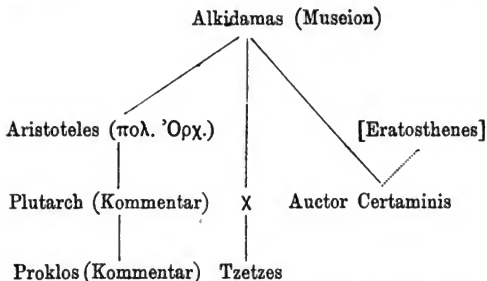 Alkidamas (Museion)
Aristoteles (πολ. Ὀρχ.) [Eratosthenes]
Plutarch (Kommentar) X Auctor Certaminis
Proklos (Kommentar) Tzetzes